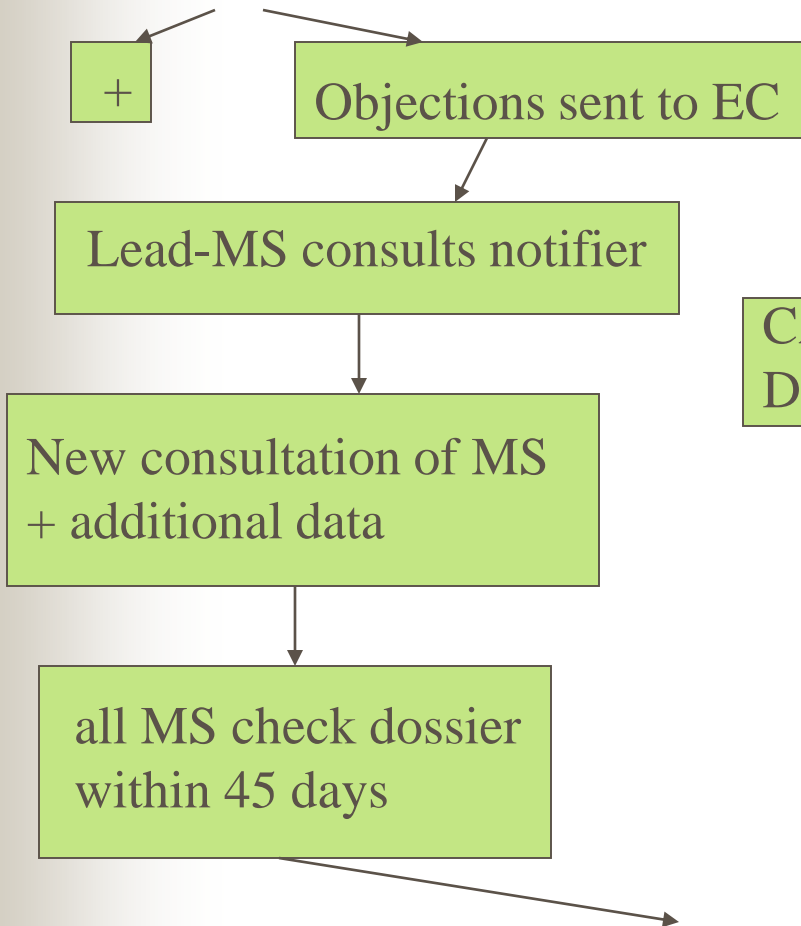 +
Objections sent to EC
Lead-MS consults notifier
New consultation of MS
+ additional data
all MS check dossier
within 45 days